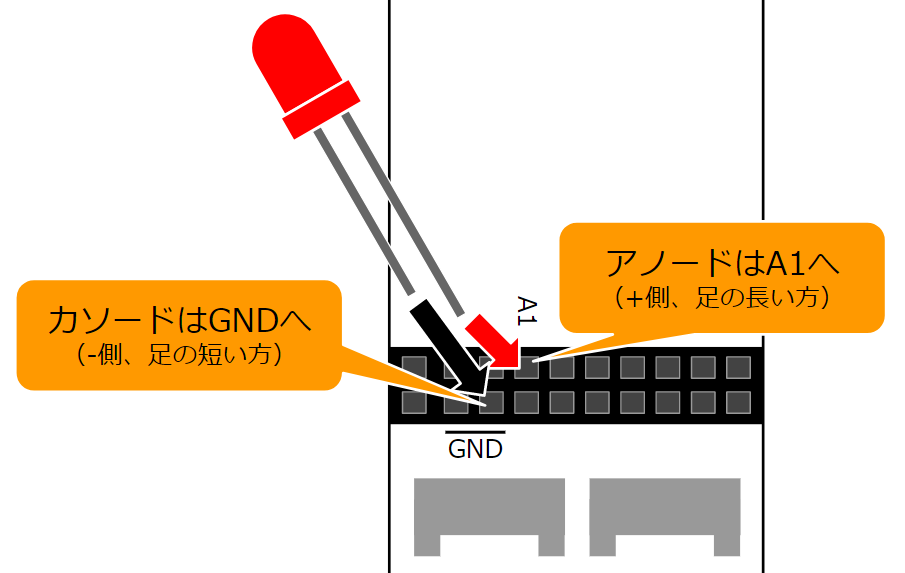 アノードはA1へ
（+側、足の長い方）
カソードはGNDへ
（-側、足の短い方）
A1
GND